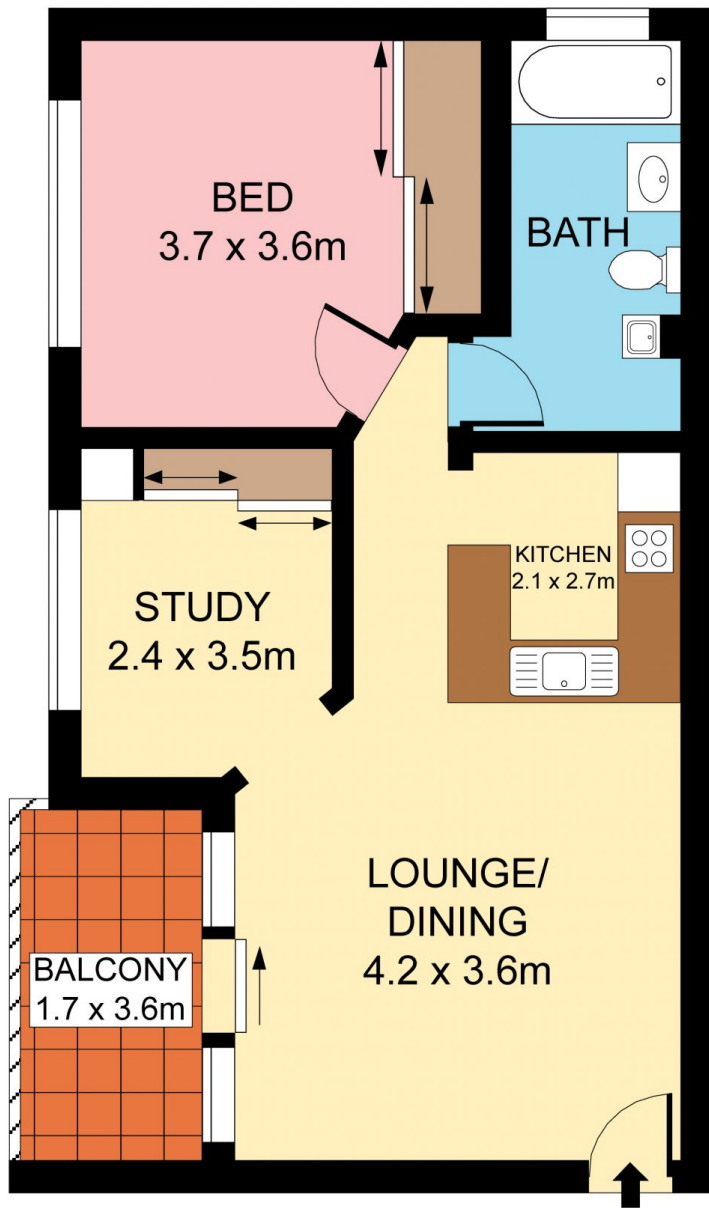 BED
3.7 x 3.6m
BATH
KITCHEN
2.1 x 2.7m
STUDY
2.4 x 3.5m
LOUNGE/
DINING
4.2 x 3.6m
BALCONY
1.7 x 3.6m